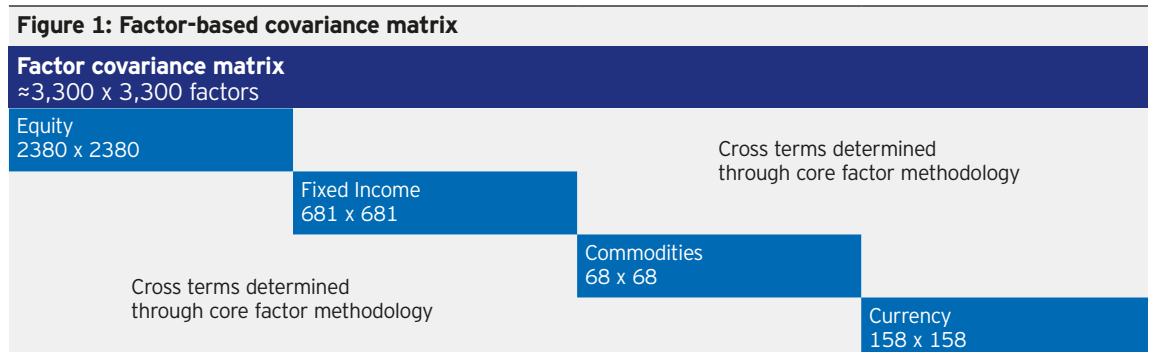 Figure 1: Factor-based covariance matrix
Factor covariance matrix
≈3,300 x 3,300 factors
Equity
2380 x 2380
Cross terms determined
through core factor methodology
Fixed Income
681 x 681
Commodities
68 x 68
Cross terms determined
through core factor methodology
Currency
158 x 158